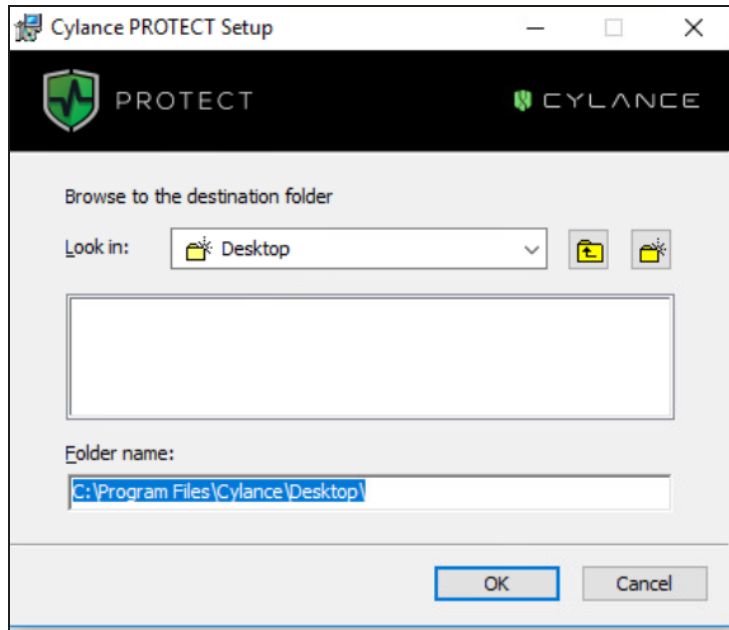 Cylance PROTECT Setup
PROTECT
CYLANCE
Browse to the destination folder
Look in:
Desktop
Folder name:
C:\Program Files\Cylance\Desktop\
OK
Cancel